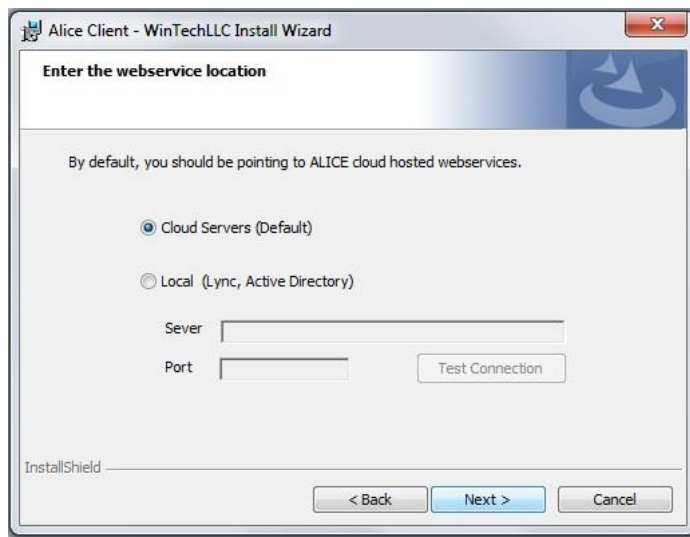 Alice Client - WinTechLLC Install Wizard
Enter the webservice location
By default, you should be pointing to ALICE cloud hosted webservices.
Cloud Servers (Default)
Local (Lync, Active Directory)
Sever
Port
Test Connection
InstallShield
< Back Next > Cancel